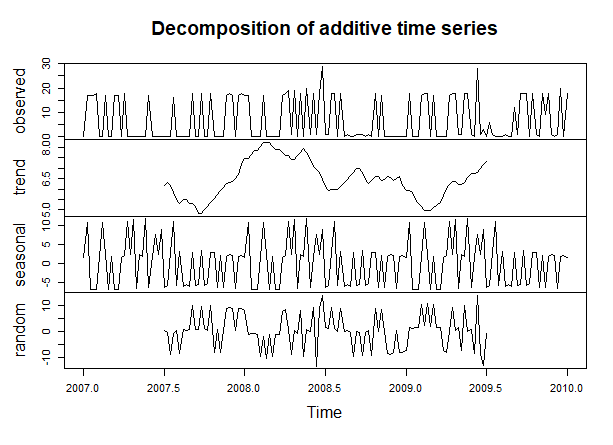 Decomposition of additive time series
observed
0 10 20 30
trend
5.0 6.5 8.0
seasonal
-5 0 5 10
random
-10 0 10
2007.0 2007.5 2008.0 2008.5 2009.0 2009.5 2010.0
Time